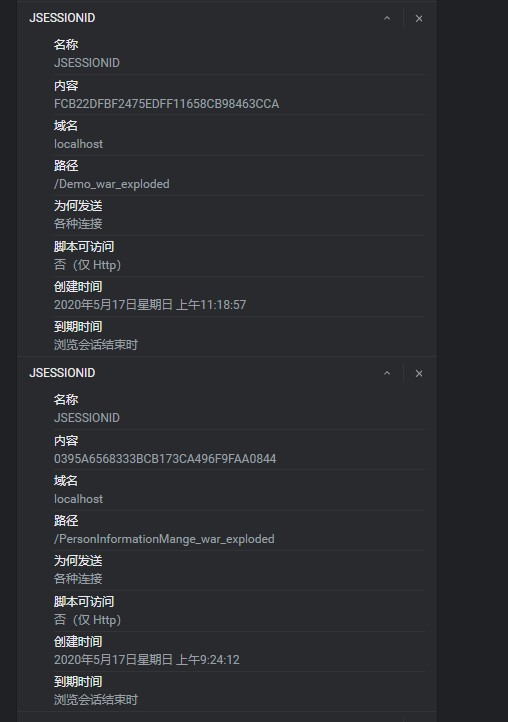 JSESSIONID
名称
JSESSIONID
内容
FCB22DFBF2475EDFF11658CB98463CCA
域名
localhost
路径
/Demo_war_exploded
为何发送
各种连接
脚本可访问
否（仅 Http）
创建时间
2020年5月17日星期日 上午11:18:57
到期时间
浏览会话结束时
JSESSIONID
名称
JSESSIONID
内容
0395A6568333BCB173CA496F9FAA0844
域名
localhost
路径
/PersonInformationMange_war_exploded
为何发送
各种连接
脚本可访问
否（仅 Http）
创建时间
2020年5月17日星期日 上午9:24:12
到期时间
浏览会话结束时